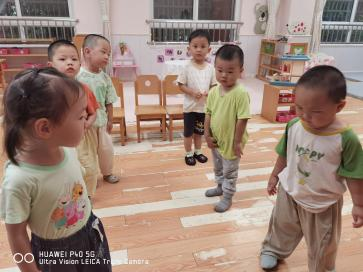 HAPPY
HUAWEI P40 5G
Ultra Vision LEICA Triple Camera